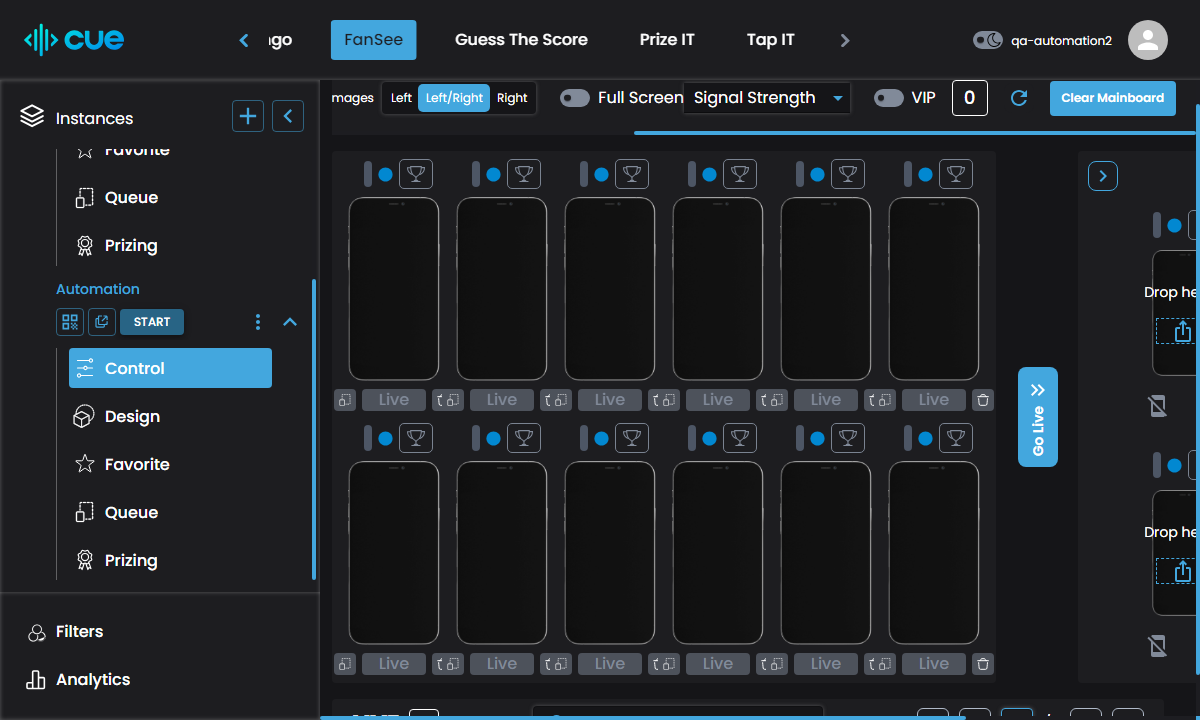 cue
ngo
FanSee
Guess The Score
Prize IT
Tap IT
qa-automation2
Instances
Favorite
Queue
Prizing
Automation
START
Control
Design
Favorite
Queue
Prizing
Filters
Analytics
mages
Left
Left/Right
Right
Full Screen
Signal Strength
VIP
0
Clear Mainboard
Live Live Live Live Live Live
Live Live Live Live Live Live
Go Live
Drop he
Drop he